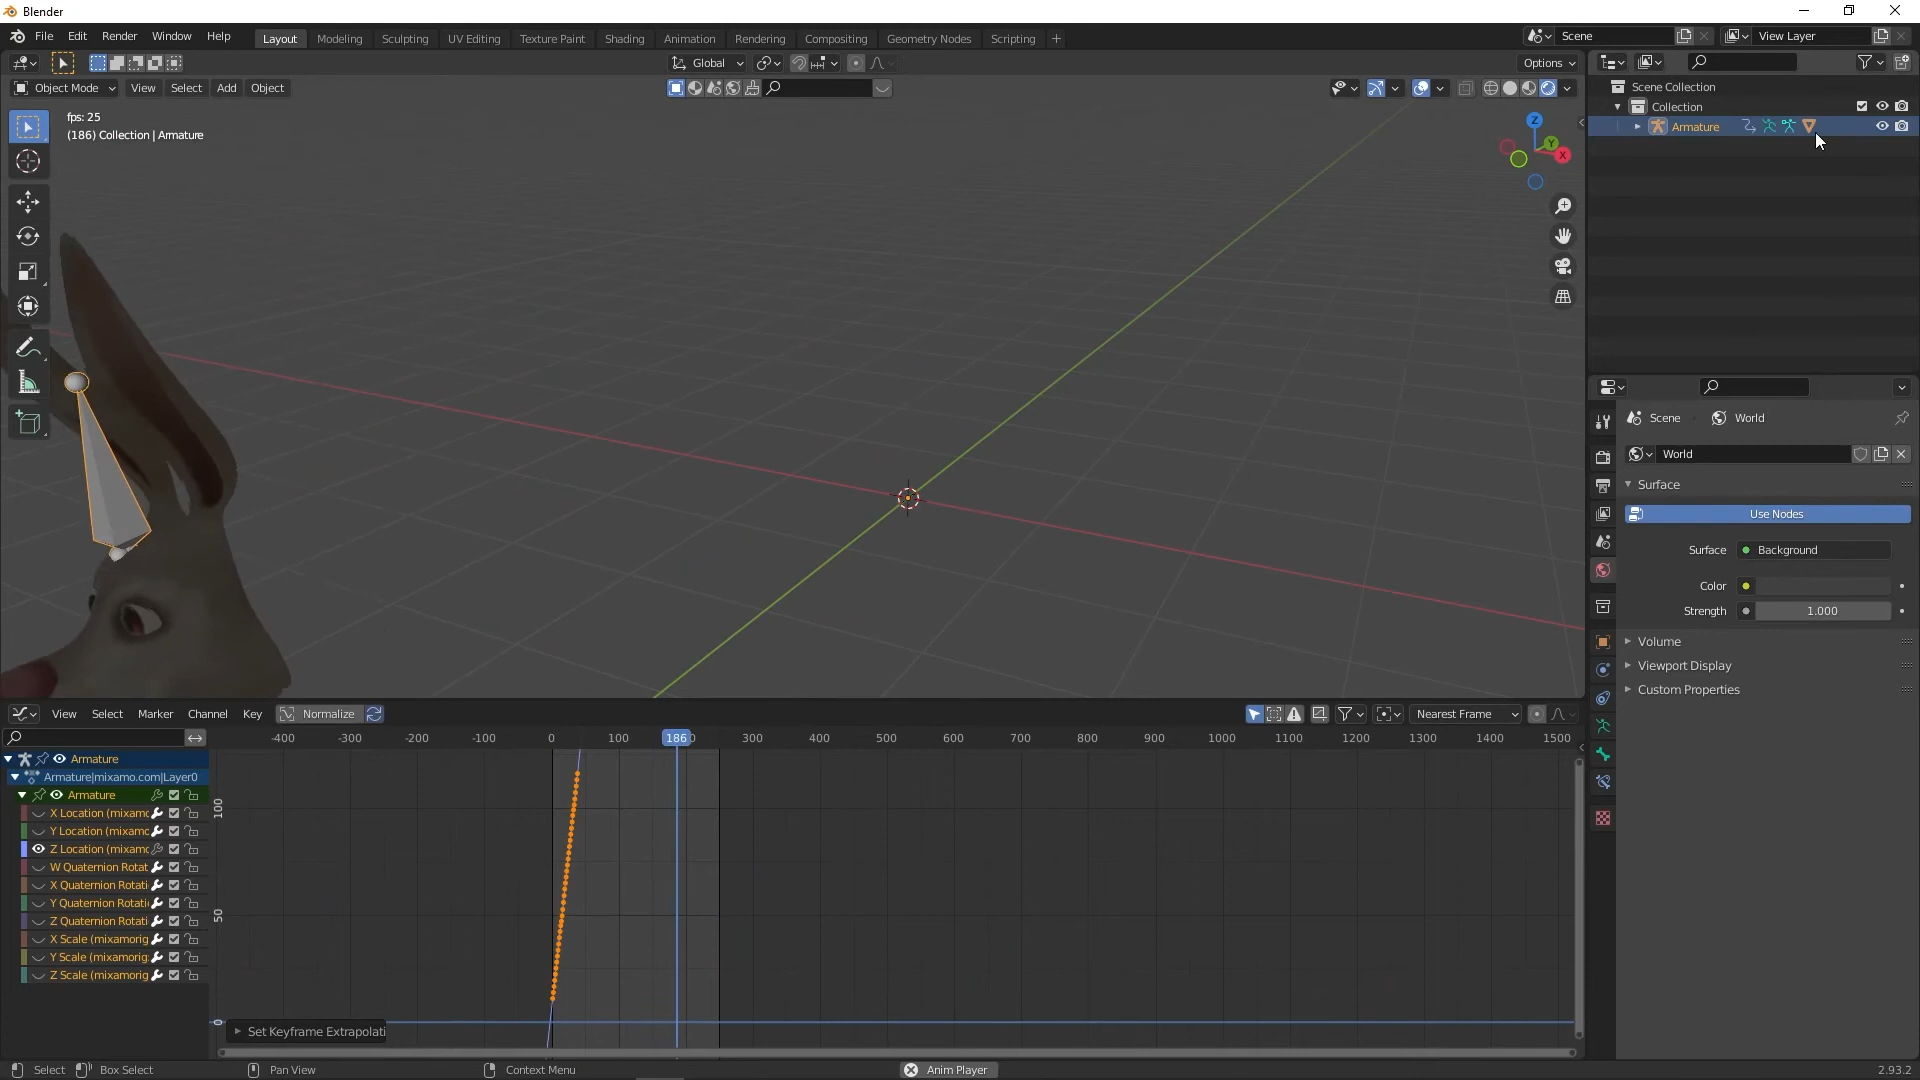 Blender
File Edit Render Window Help
Layout Modeling Sculpting UV Editing Texture Paint Shading Animation Rendering Compositing Geometry Nodes Scripting +
Scene View Layer
Global Options
Object Mode View Select Add Object
fps: 25
(186) Collection | Armature
Z
Y
X
Scene Collection
Collection
Armature
Scene World
World
Surface
Use Nodes
Surface Background
Color
Strength 1.000
Volume
Viewport Display
Custom Properties
View Select Marker Channel Key Normalize Nearest Frame
-400 -300 -200 -100 0 100 186 300 400 500 600 700 800 900 1000 1100 1200 1300 1400 1500
Armature
Armature|mixamo.com|Layer0
Armature
X Location (mixamo
Y Location (mixamo
Z Location (mixamo
W Quaternion Rotat
X Quaternion Rotati
Y Quaternion Rotati
Z Quaternion Rotati
X Scale (mixamorig
Y Scale (mixamorig
Z Scale (mixamorig
100
50
0
Set Keyframe Extrapolati
Select Box Select Pan View Context Menu Anim Player 2.93.2